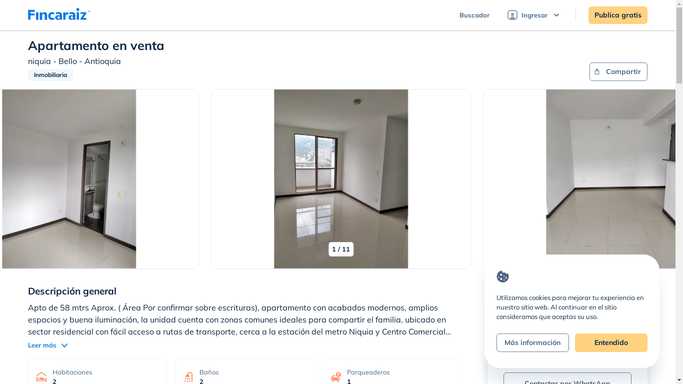 Fincaraiz
Buscador
Ingresar
Publica gratis
Apartamento en venta
niquia - Bello - Antioquia
Inmobiliaria
Compartir
1 / 11
Descripción general
Apto de 58 mtrs Aprox. ( Área Por confirmar sobre escrituras), apartamento con acabados modernos, amplios
espacios y buena iluminación, la unidad cuenta con zonas comunes ideales para compartir el familia, ubicado en
sector residencial con fácil acceso a rutas de transporte, cerca a la estación del metro Niquia y Centro Comercial...
Leer más
Habitaciones
2
Baños
2
Parqueaderos
1
Utilizamos cookies para mejorar tu experiencia en
nuestro sitio web. Al continuar en el sitio
consideramos que aceptas su uso.
Más información
Entendido
Contactar por WhatsApp